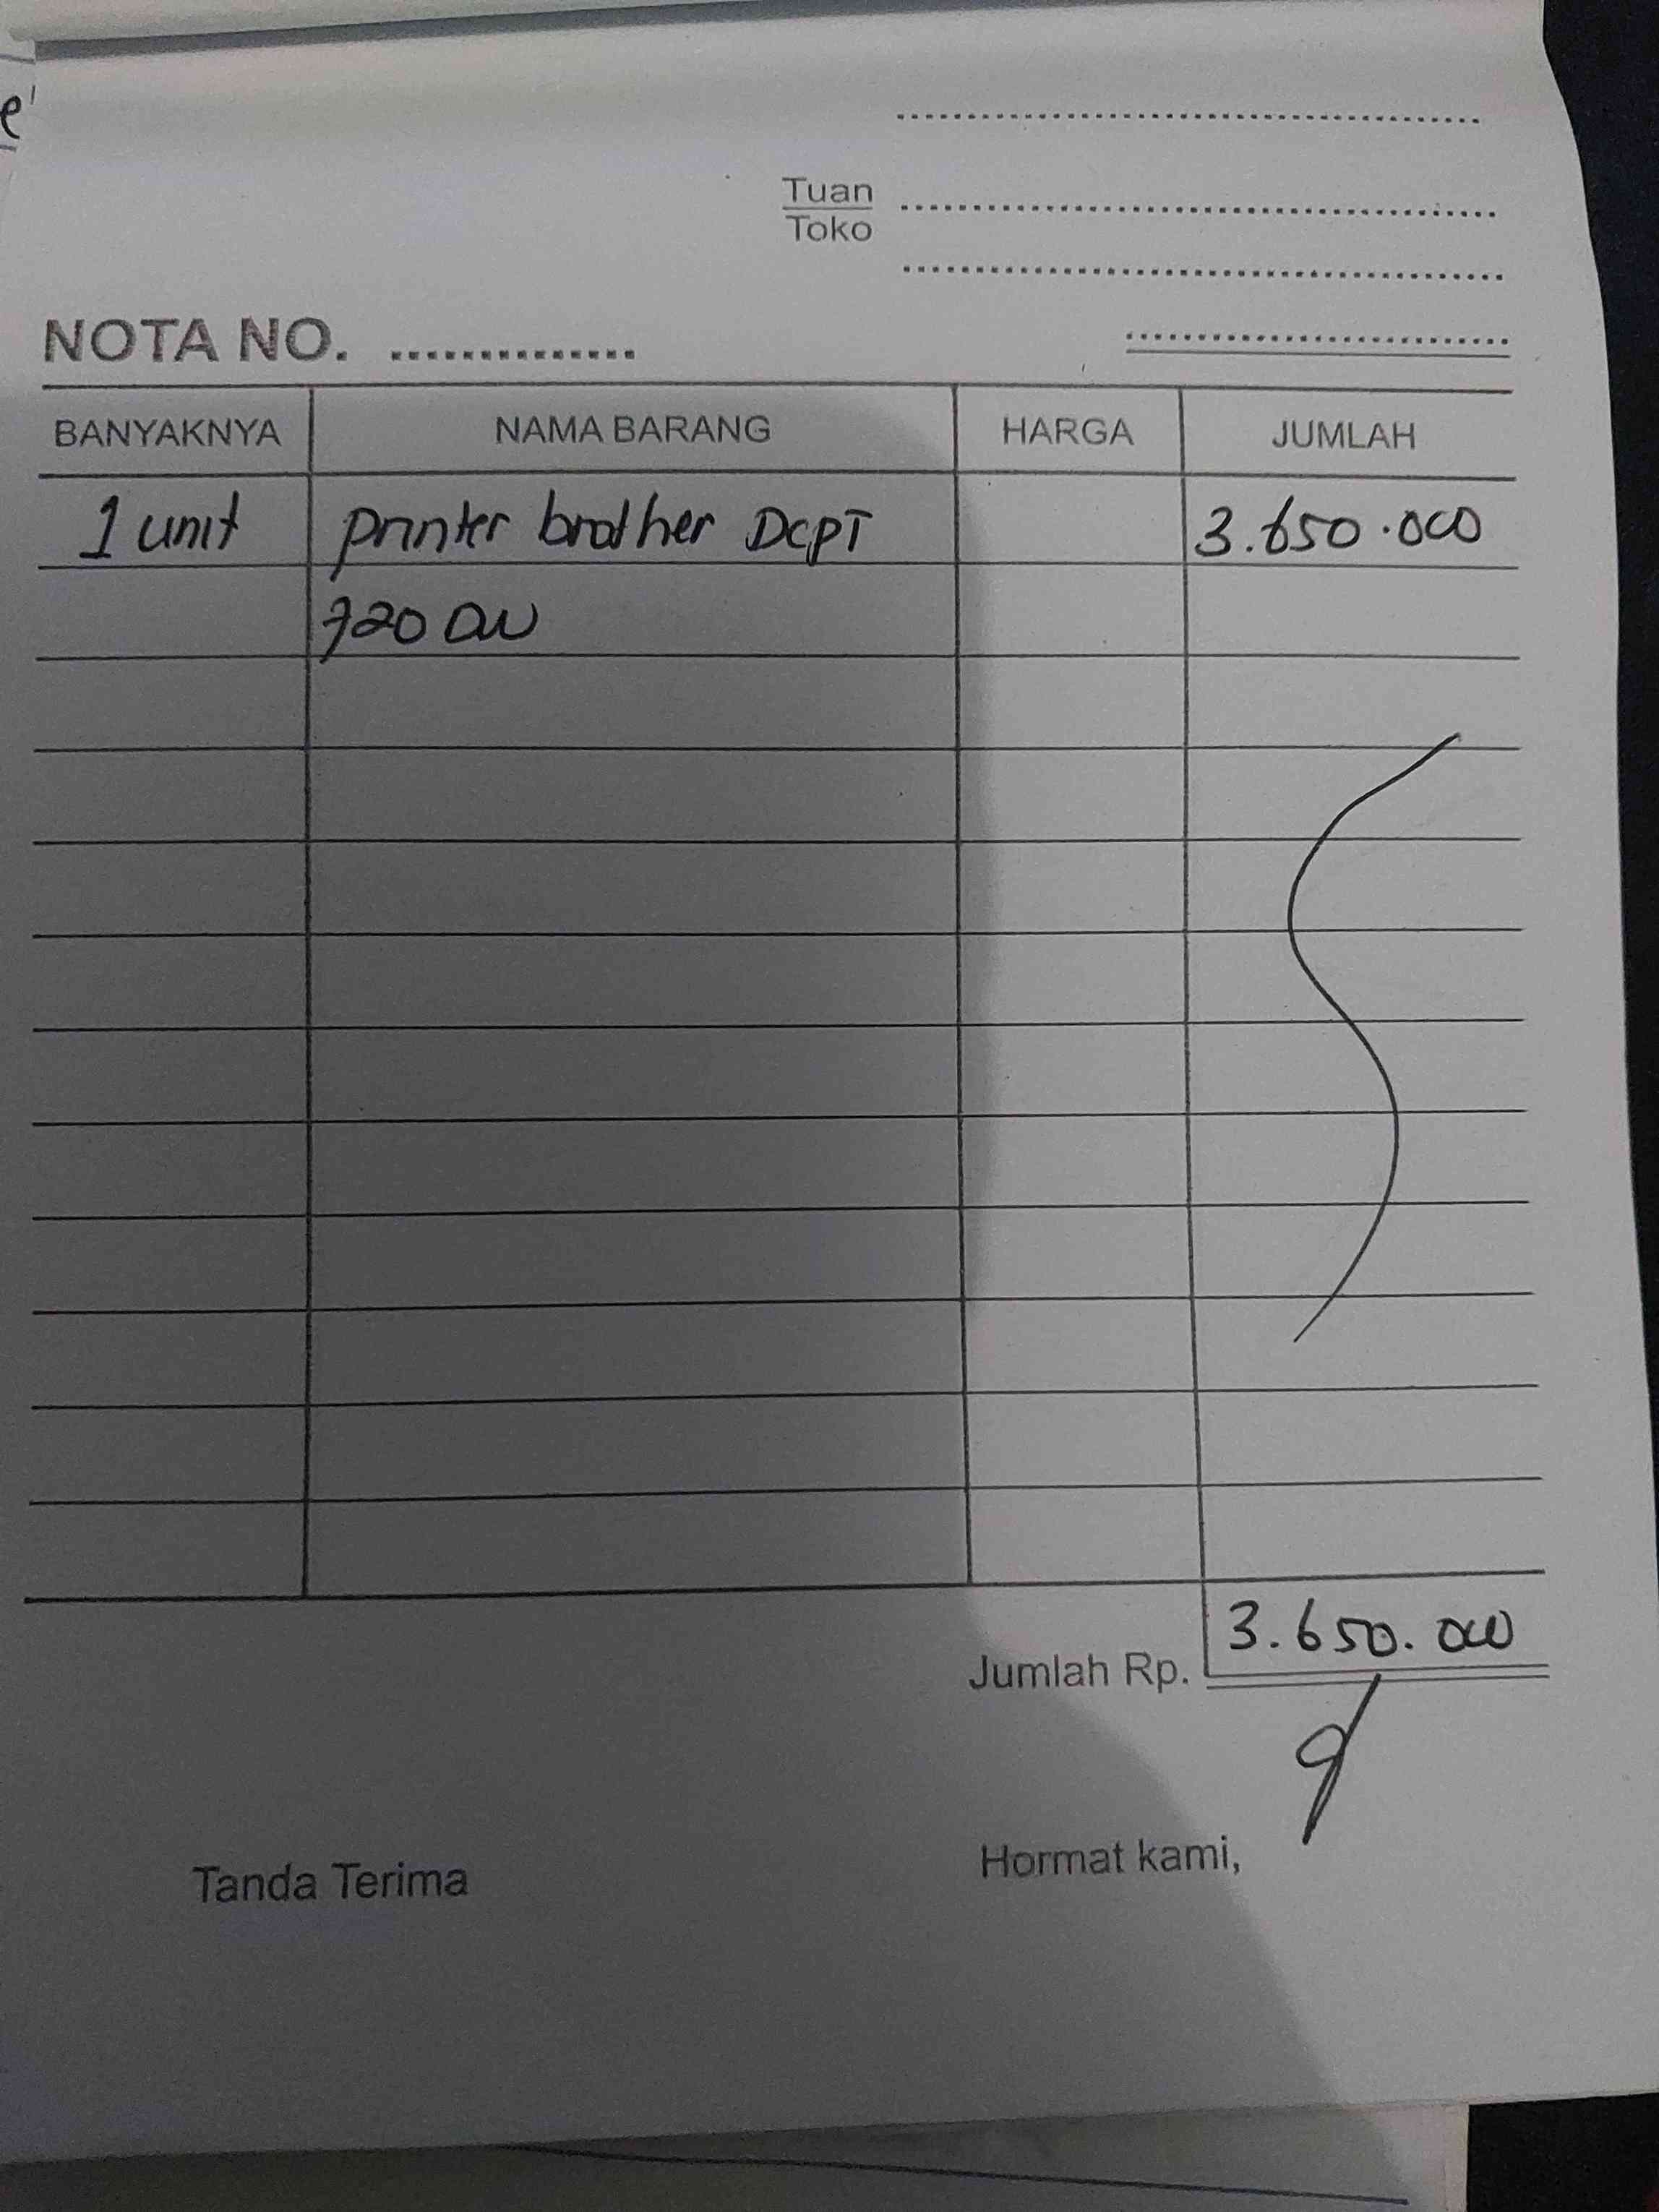 e'
Tuan
Toko
NOTA NO. ..............
BANYAKNYA NAMA BARANG HARGA JUMLAH
1 unit printer brother DCPT 3.650.000
720 DW
Jumlah Rp. 3.650.000
Tanda Terima Hormat kami,